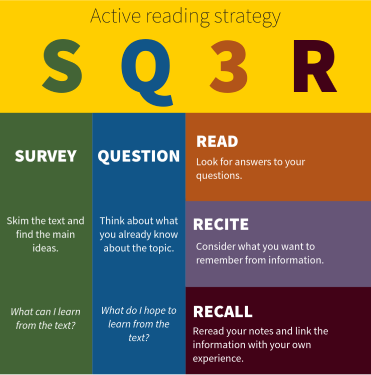 Active reading strategy
S Q 3 R
SURVEY
Skim the text and
find the main
ideas.
What can I learn
from the text?
QUESTION
Think about what
you already know
about the topic.
What do I hope to
learn from the
text?
READ
Look for answers to your
questions.
RECITE
Consider what you want to
remember from information.
RECALL
Reread your notes and link the
information with your own
experience.